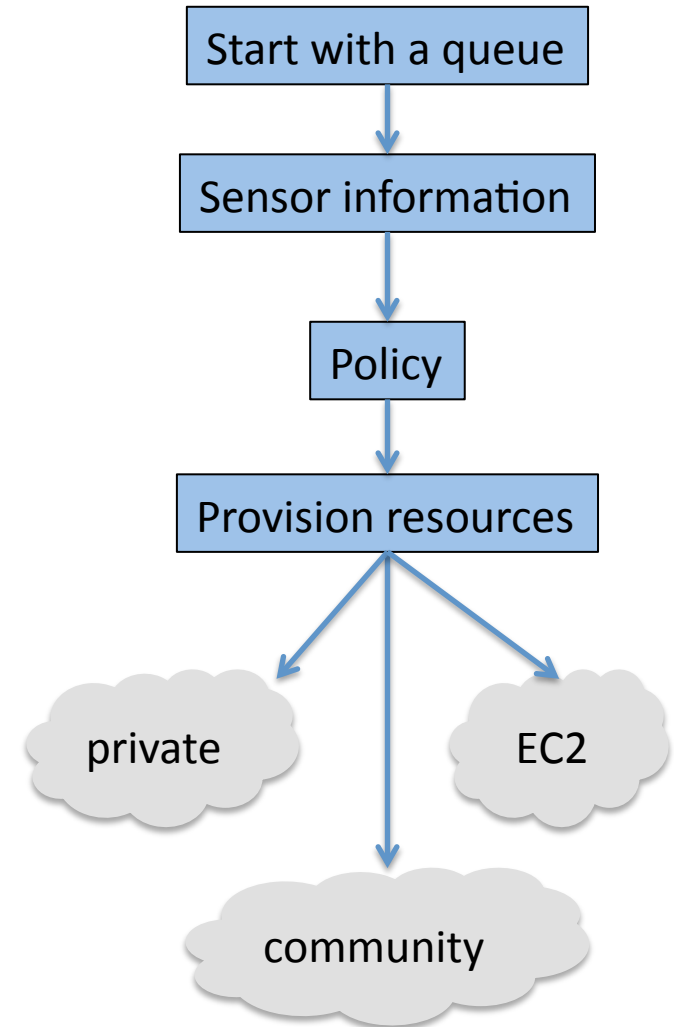 Start with a queue
Sensor information
Policy
Provision resources
private
EC2
community